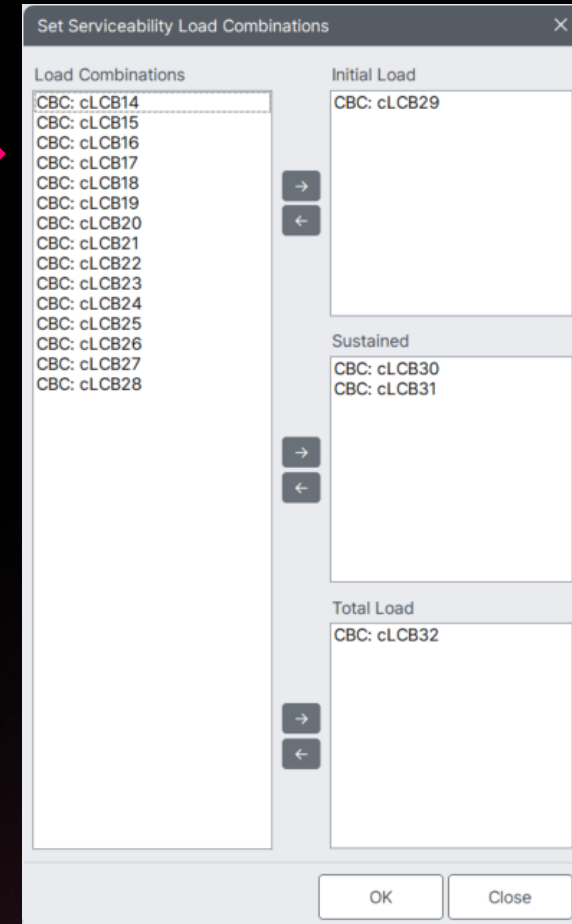 Set Serviceability Load Combinations
Load Combinations
CBC: cLCB14
CBC: cLCB15
CBC: cLCB16
CBC: cLCB17
CBC: cLCB18
CBC: cLCB19
CBC: cLCB20
CBC: cLCB21
CBC: cLCB22
CBC: cLCB23
CBC: cLCB24
CBC: cLCB25
CBC: cLCB26
CBC: cLCB27
CBC: cLCB28
Initial Load
CBC: cLCB29
Sustained
CBC: cLCB30
CBC: cLCB31
Total Load
CBC: cLCB32
OK
Close